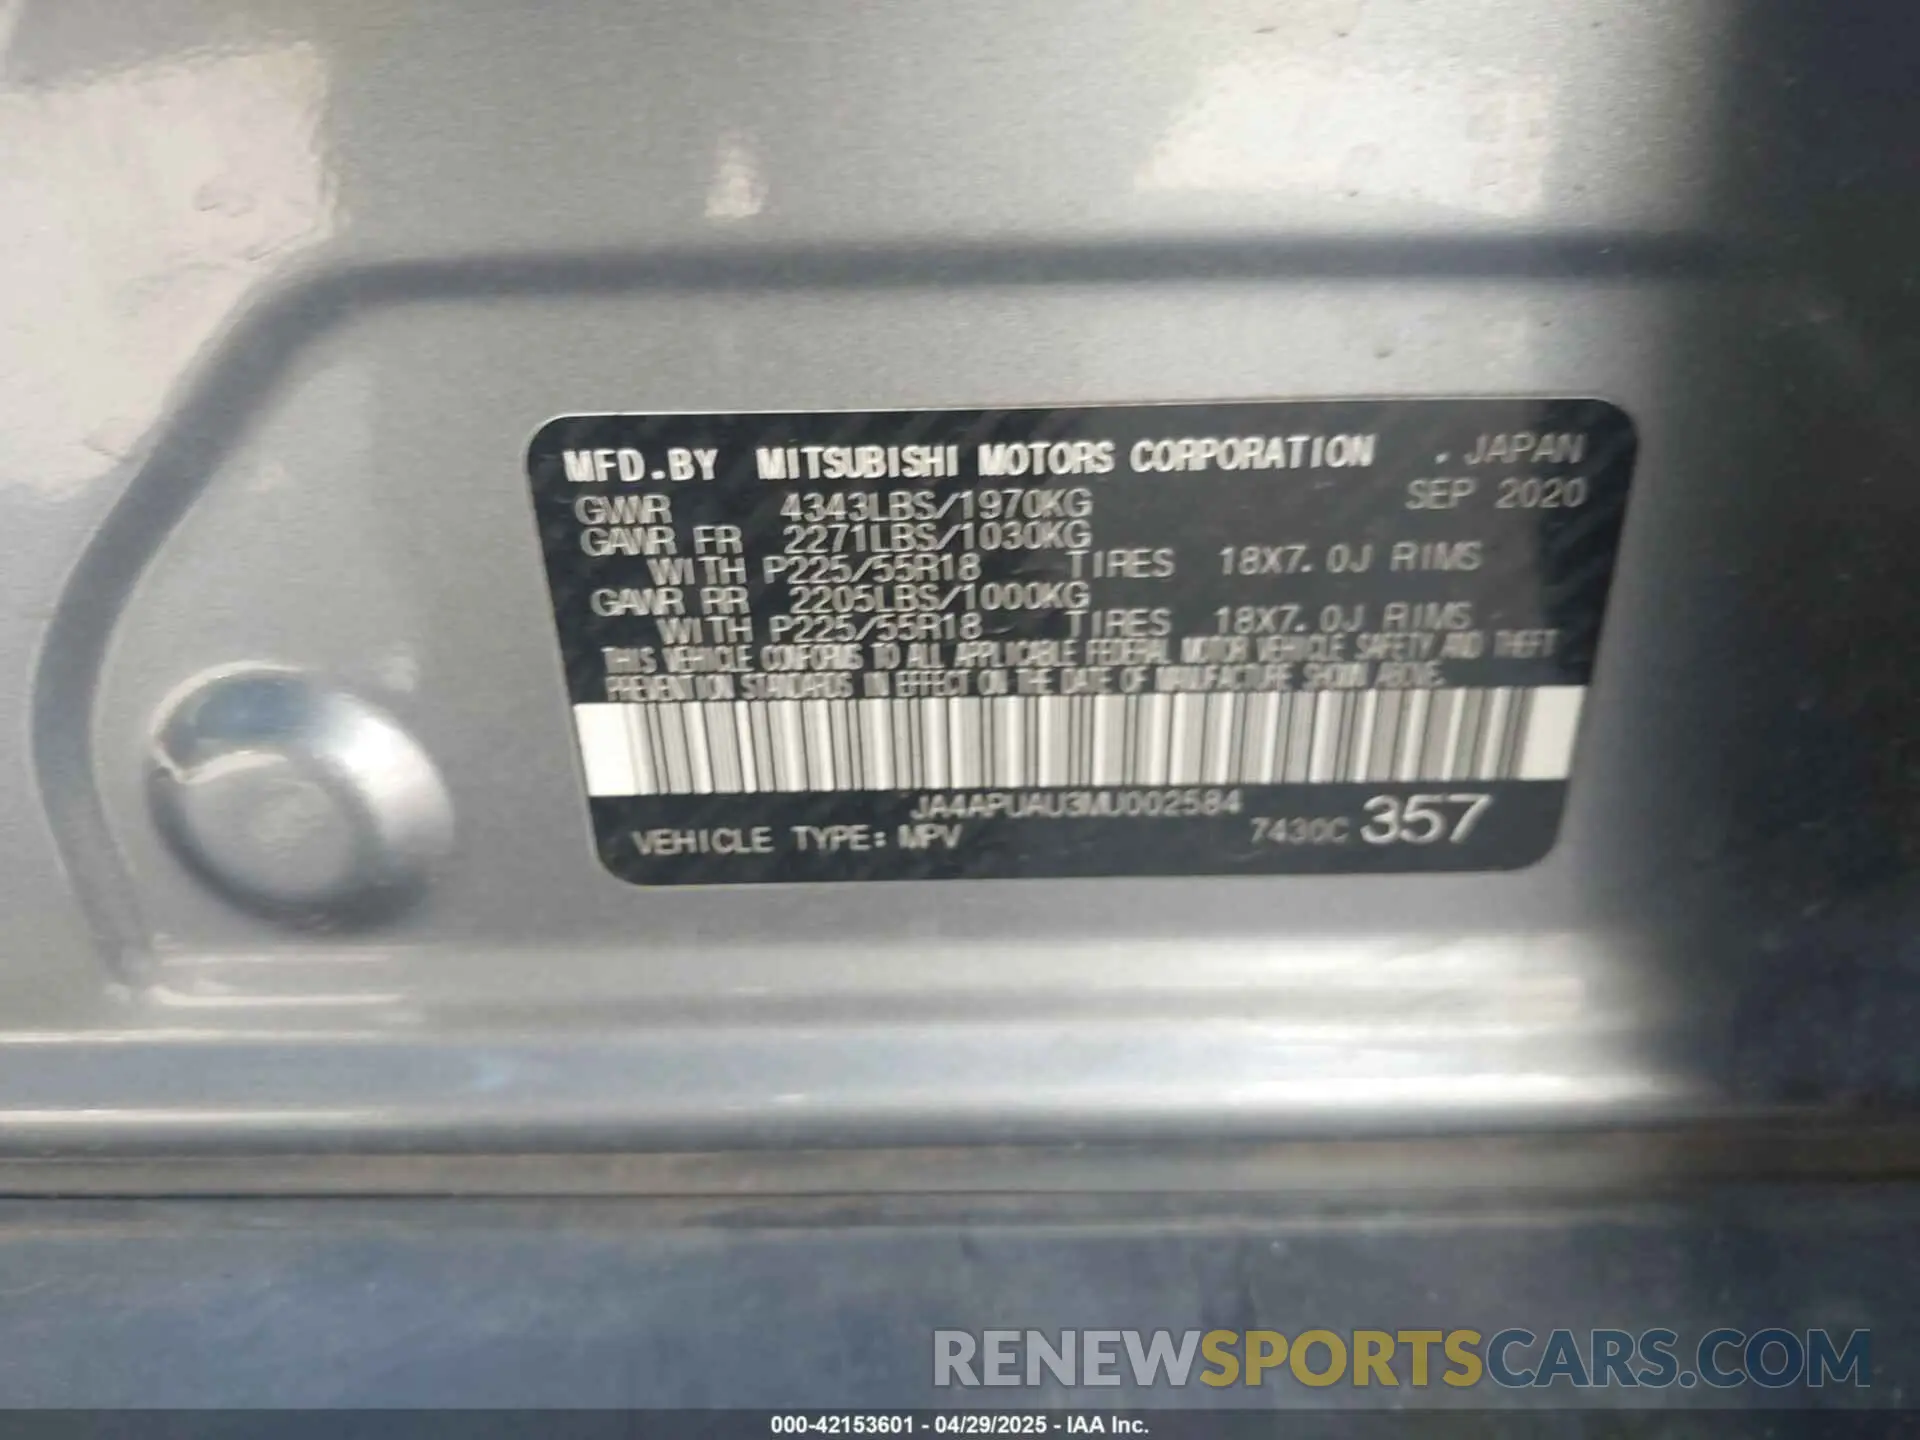 MFD.BY MITSUBISHI MOTORS CORPORATION . JAPAN
GVWR 4343LBS/1970KG SEP 2020
GAWR FR 2271LBS/1030KG
WITH P225/55R18 TIRES 18X7.0J RIMS
GAWR RR 2205LBS/1000KG
WITH P225/55R18 TIRES 18X7.0J RIMS
THIS VEHICLE CONFORMS TO ALL APPLICABLE FEDERAL MOTOR VEHICLE SAFETY AND THEFT
PREVENTION STANDARDS IN EFFECT ON THE DATE OF MANUFACTURE SHOWN ABOVE.
JA4APUAU3MU002584
VEHICLE TYPE: MPV 7430C 357
RENEWSPORTSCARS.COM
000-42153601 - 04/29/2025 - IAA Inc.